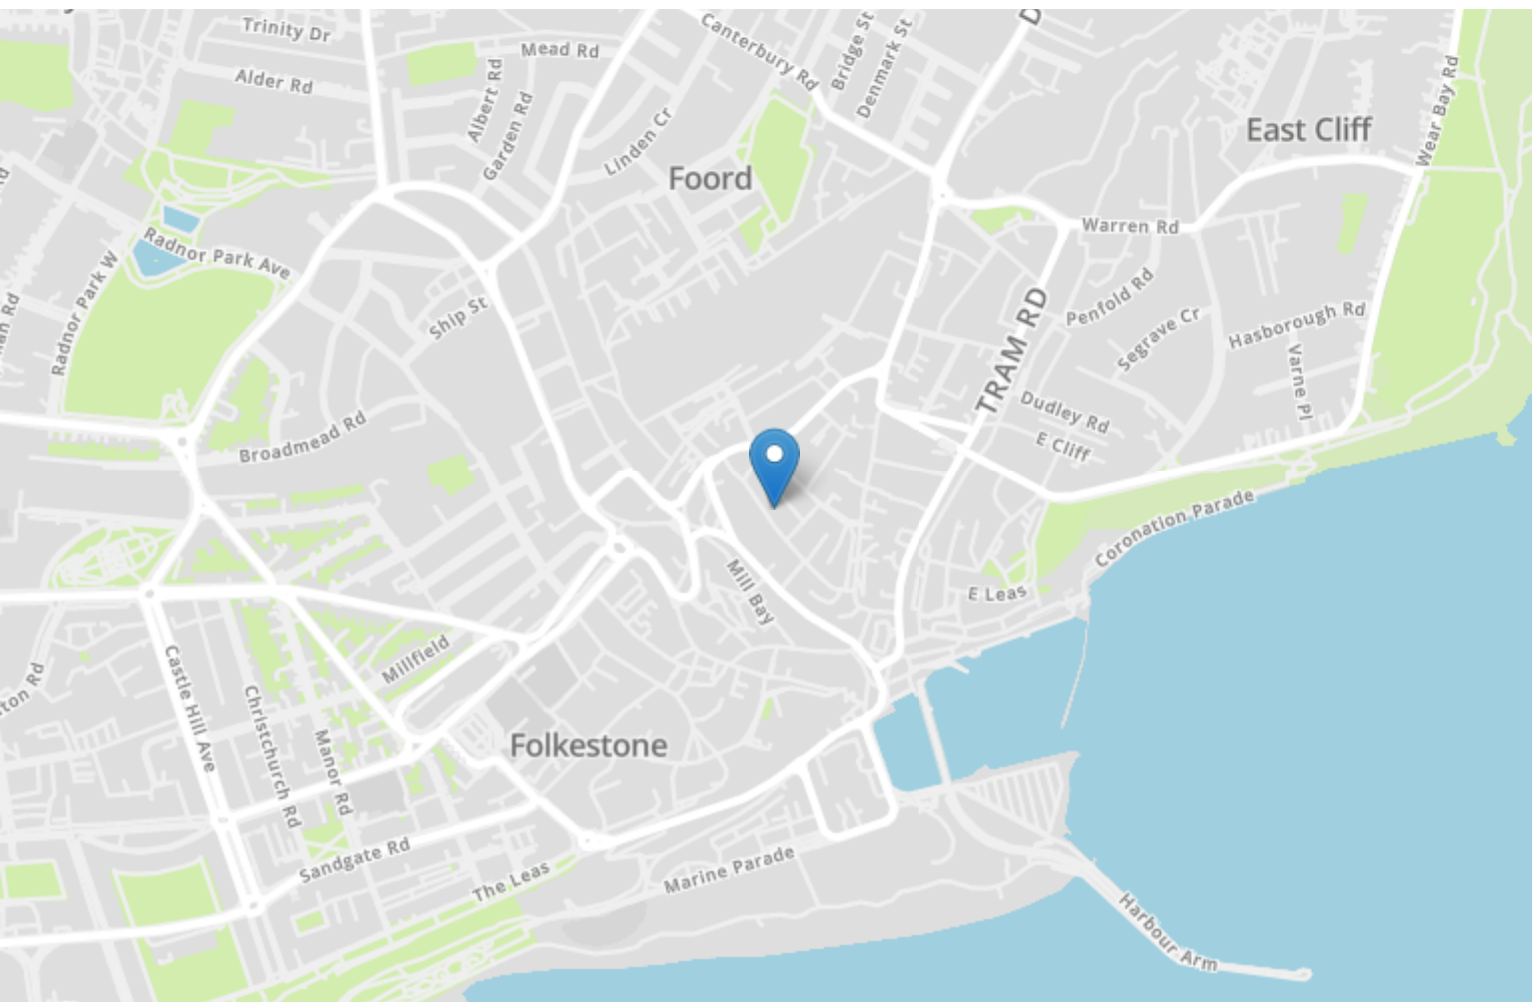 Trinity Dr
Mead Rd
Canterbury Rd
Bridge St
Denmark St
Alder Rd
Albert Rd
Garden Rd
Linden Cr
Wear Bay Rd
East Cliff
Foord
Radnor Park Ave
Warren Rd
Radnor Park W
Ship St
Penfold Rd
Segrave Cr
Hasborough Rd
TRAM RD
Varne Pl
Dudley Rd
Broadmead Rd
E Cliff
Coronation Parade
Mill Bay
E Leas
Millfield
Castle Hill Ave
Christchurch Rd
Manor Rd
Folkestone
Sandgate Rd
The Leas
Marine Parade
Harbour Arm